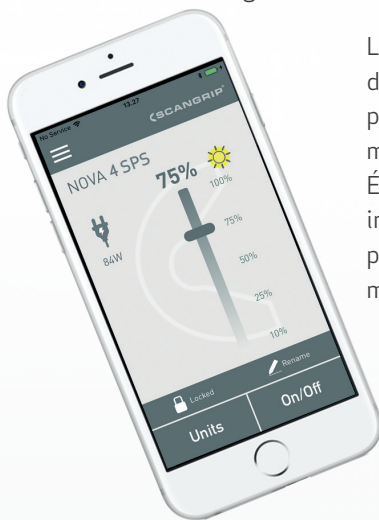 No Service 13.27
SCANGRIP
NOVA 4 SPS
75%
100%
84W
75%
50%
25%
10%
Locked
Rename
Units
On/Off
L
d
p
m
É
in
p
m